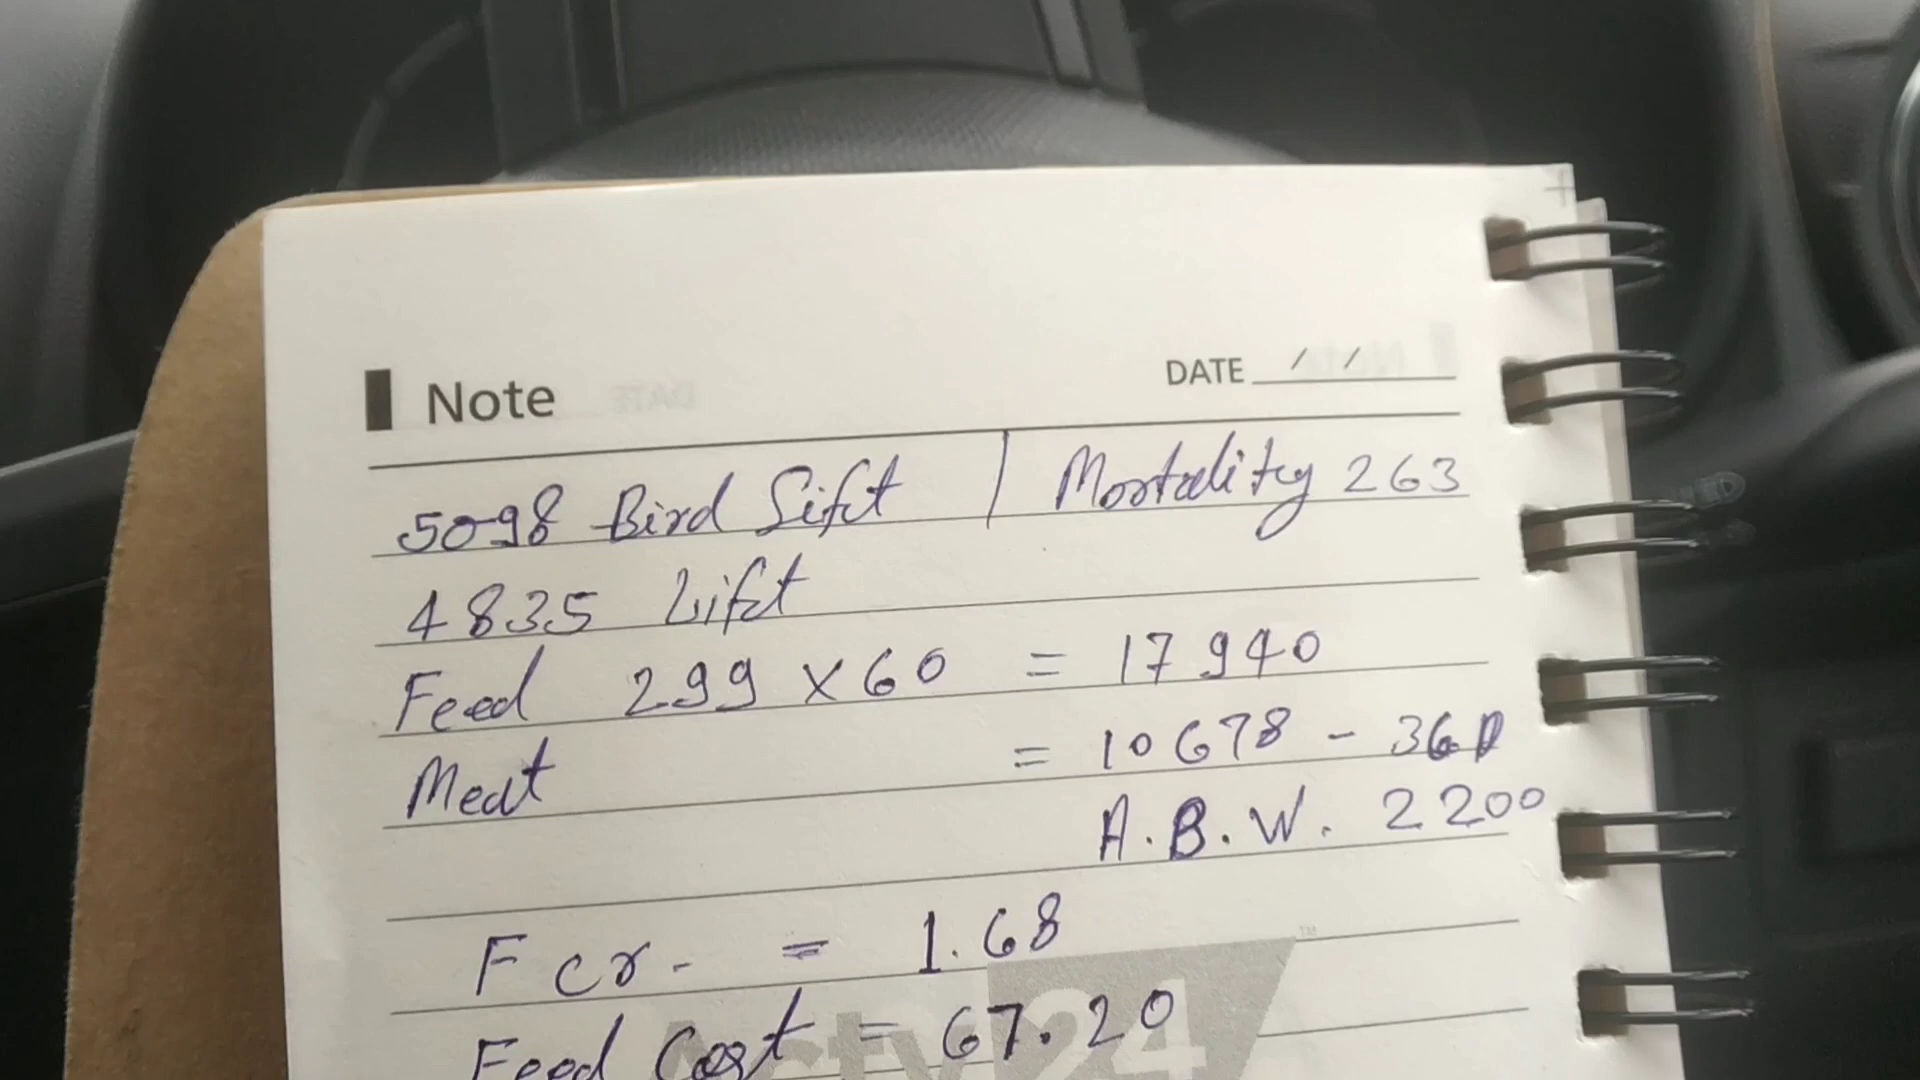 Note DATE / /
5098 Bird Lift | Mortality 263
4835 Lift
Feed 299 x 60 = 17940
Meat = 10678 - 360
A.B.W. 2200
Fcr. = 1.68
Feed Cost = 67.20